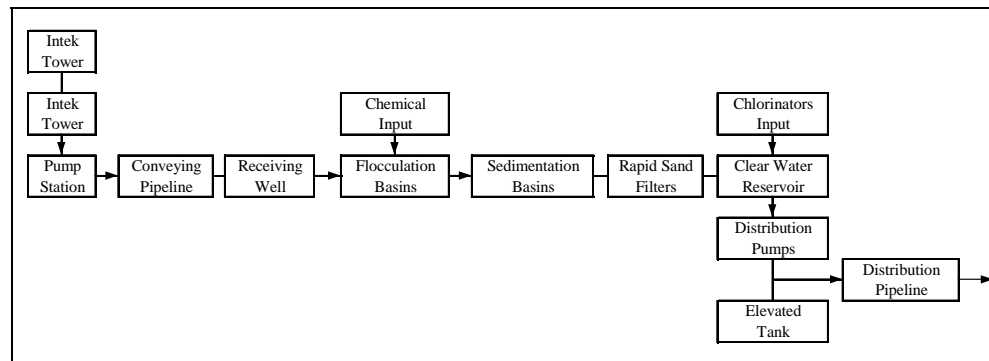 Intek
Tower
Intek
Tower
Chemical
Input
Chlorinators
Input
Pump
Station
Conveying
Pipeline
Receiving
Well
Flocculation
Basins
Sedimentation
Basins
Rapid Sand
Filters
Clear Water
Reservoir
Distribution
Pumps
Distribution
Pipeline
Elevated
Tank